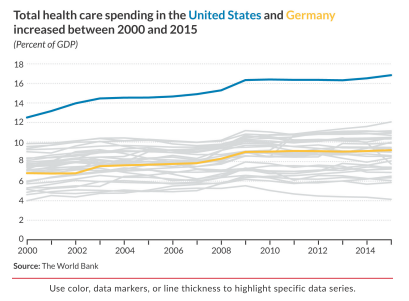 Total health care spending in the United States and Germany
increased between 2000 and 2015
(Percent of GDP)
18
16
14
12
10
8
6
4
2
0
2000 2002 2004 2006 2008 2010 2012 2014
Source: The World Bank
Use color, data markers, or line thickness to highlight specific data series.